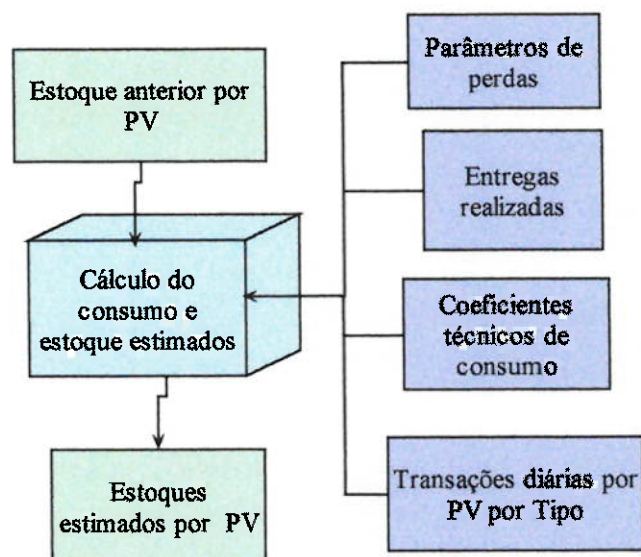 Estoque anterior por
PV
Cálculo do
consumo e
estoque estimados
Estoques
estimados por PV
Parâmetros de
perdas
Entregas
realizadas
Coeficientes
técnicos de
consumo
Transações diárias por
PV por Tipo